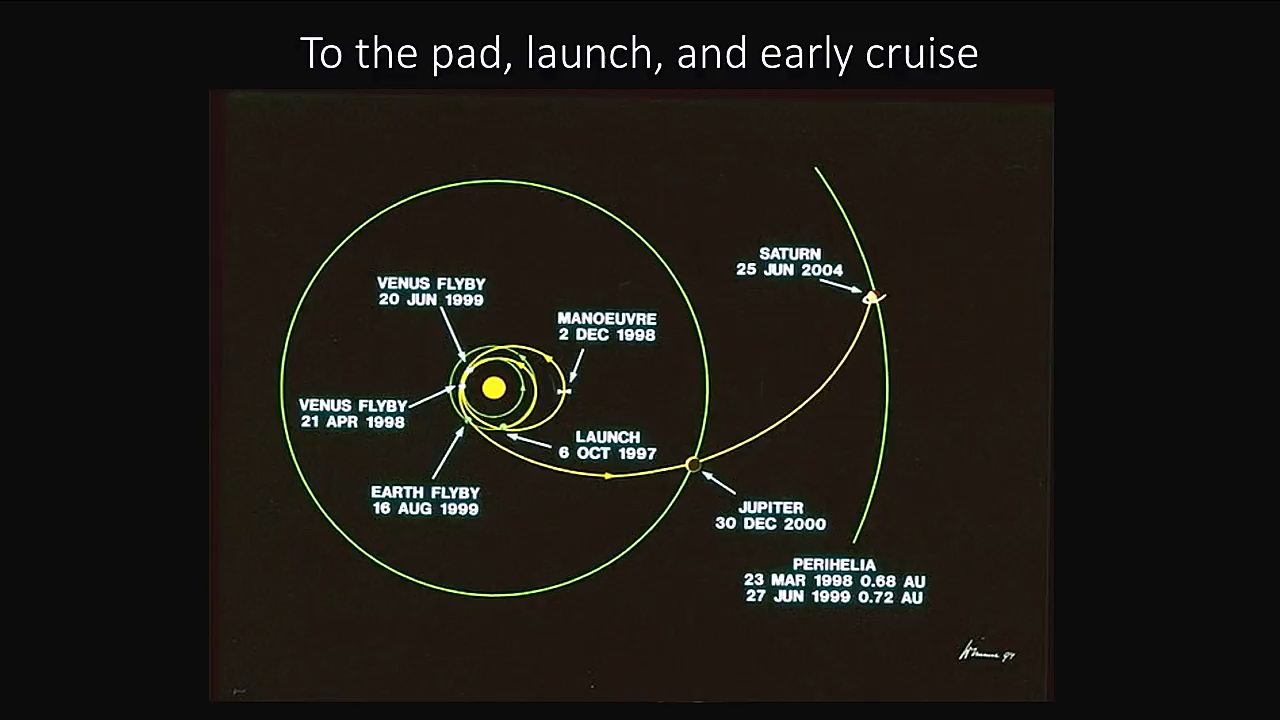 To the pad, launch, and early cruise
SATURN
25 JUN 2004
VENUS FLYBY
20 JUN 1999
MANOEUVRE
2 DEC 1998
VENUS FLYBY
21 APR 1998
LAUNCH
6 OCT 1997
EARTH FLYBY
16 AUG 1999
JUPITER
30 DEC 2000
PERIHELIA
23 MAR 1998 0.68 AU
27 JUN 1999 0.72 AU